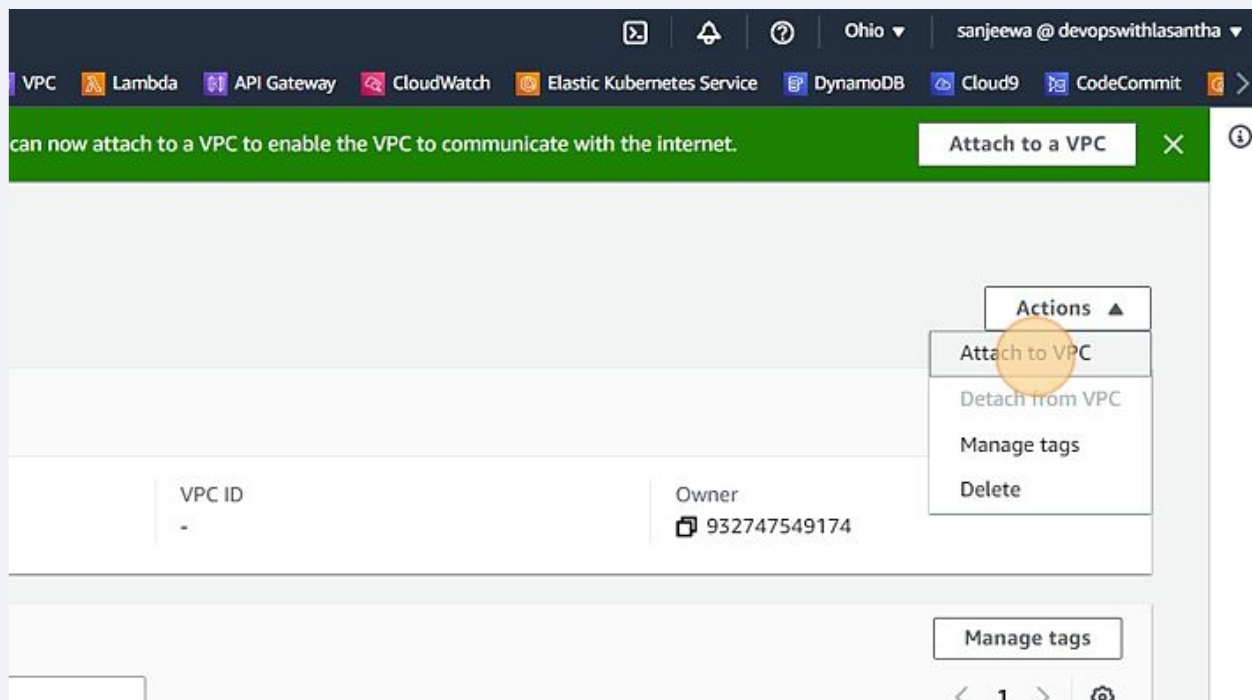 Ohio sanjeewa @ devopswithlasantha
VPC Lambda API Gateway CloudWatch Elastic Kubernetes Service DynamoDB Cloud9 CodeCommit
can now attach to a VPC to enable the VPC to communicate with the internet. Attach to a VPC
Actions
Attach to VPC
Detach from VPC
Manage tags
Delete
VPC ID
-
Owner
932747549174
Manage tags
1